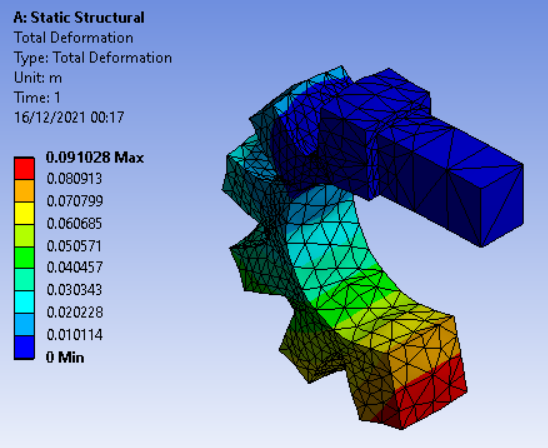 A: Static Structural
Total Deformation
Type: Total Deformation
Unit: m
Time: 1
16/12/2021 00:17
0.091028 Max
0.080913
0.070799
0.060685
0.050571
0.040457
0.030343
0.020228
0.010114
0 Min